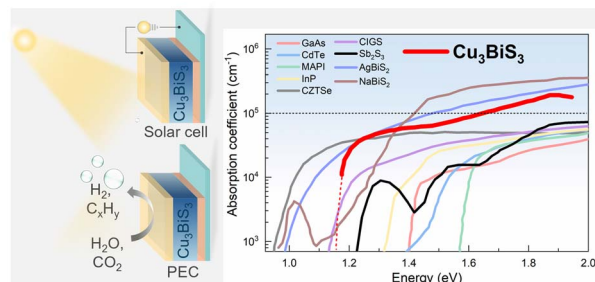 Cu3BiS3
Solar cell
H2,
CxHy
H2O,
CO2
Cu3BiS3
PEC
Absorption coefficient (cm-1)
10^6
10^5
10^4
10^3
GaAs
CdTe
MAPI
InP
CZTSe
CIGS
Sb2S3
AgBiS2
NaBiS2
Cu3BiS3
1.0 1.2 1.4 1.6 1.8 2.0
Energy (eV)